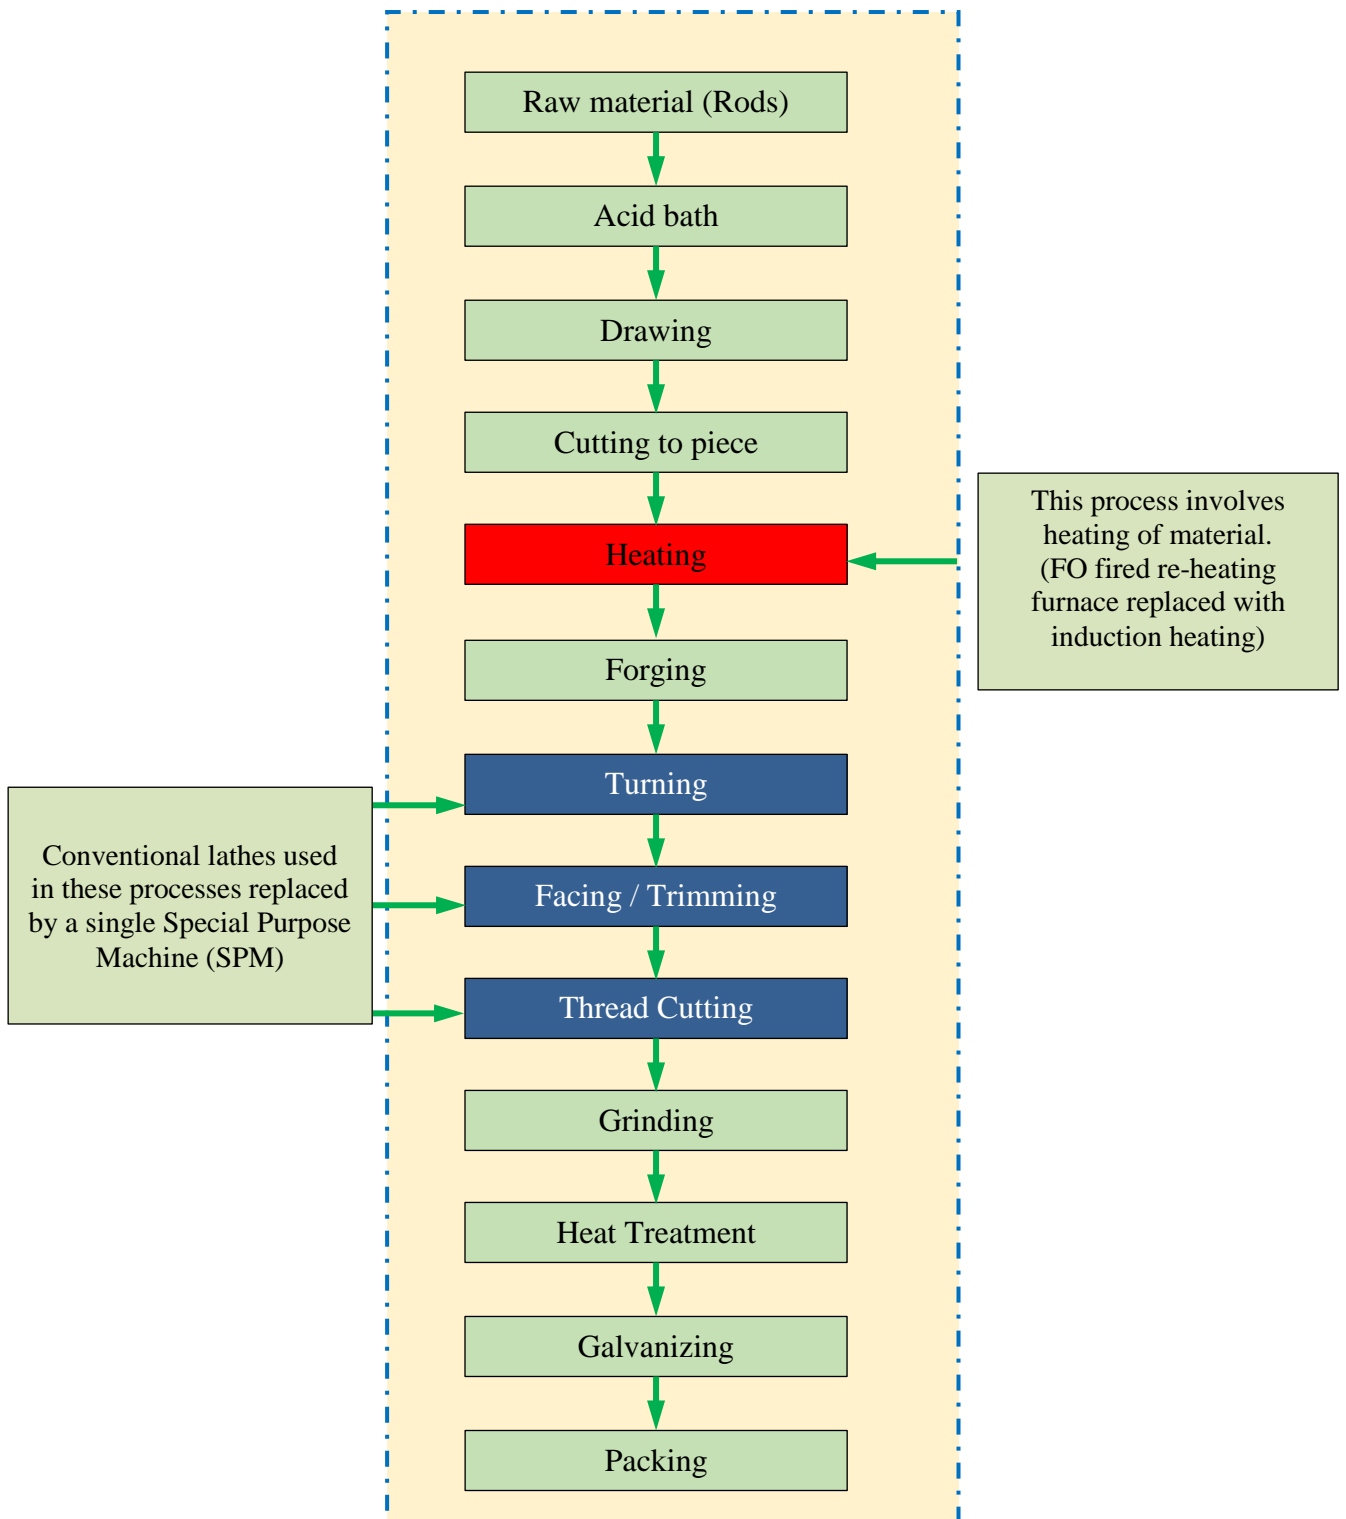 Raw material (Rods)
Acid bath
Drawing
Cutting to piece
Heating
This process involves
heating of material.
(FO fired re-heating
furnace replaced with
induction heating)
Forging
Turning
Conventional lathes used
in these processes replaced
by a single Special Purpose
Machine (SPM)
Facing / Trimming
Thread Cutting
Grinding
Heat Treatment
Galvanizing
Packing